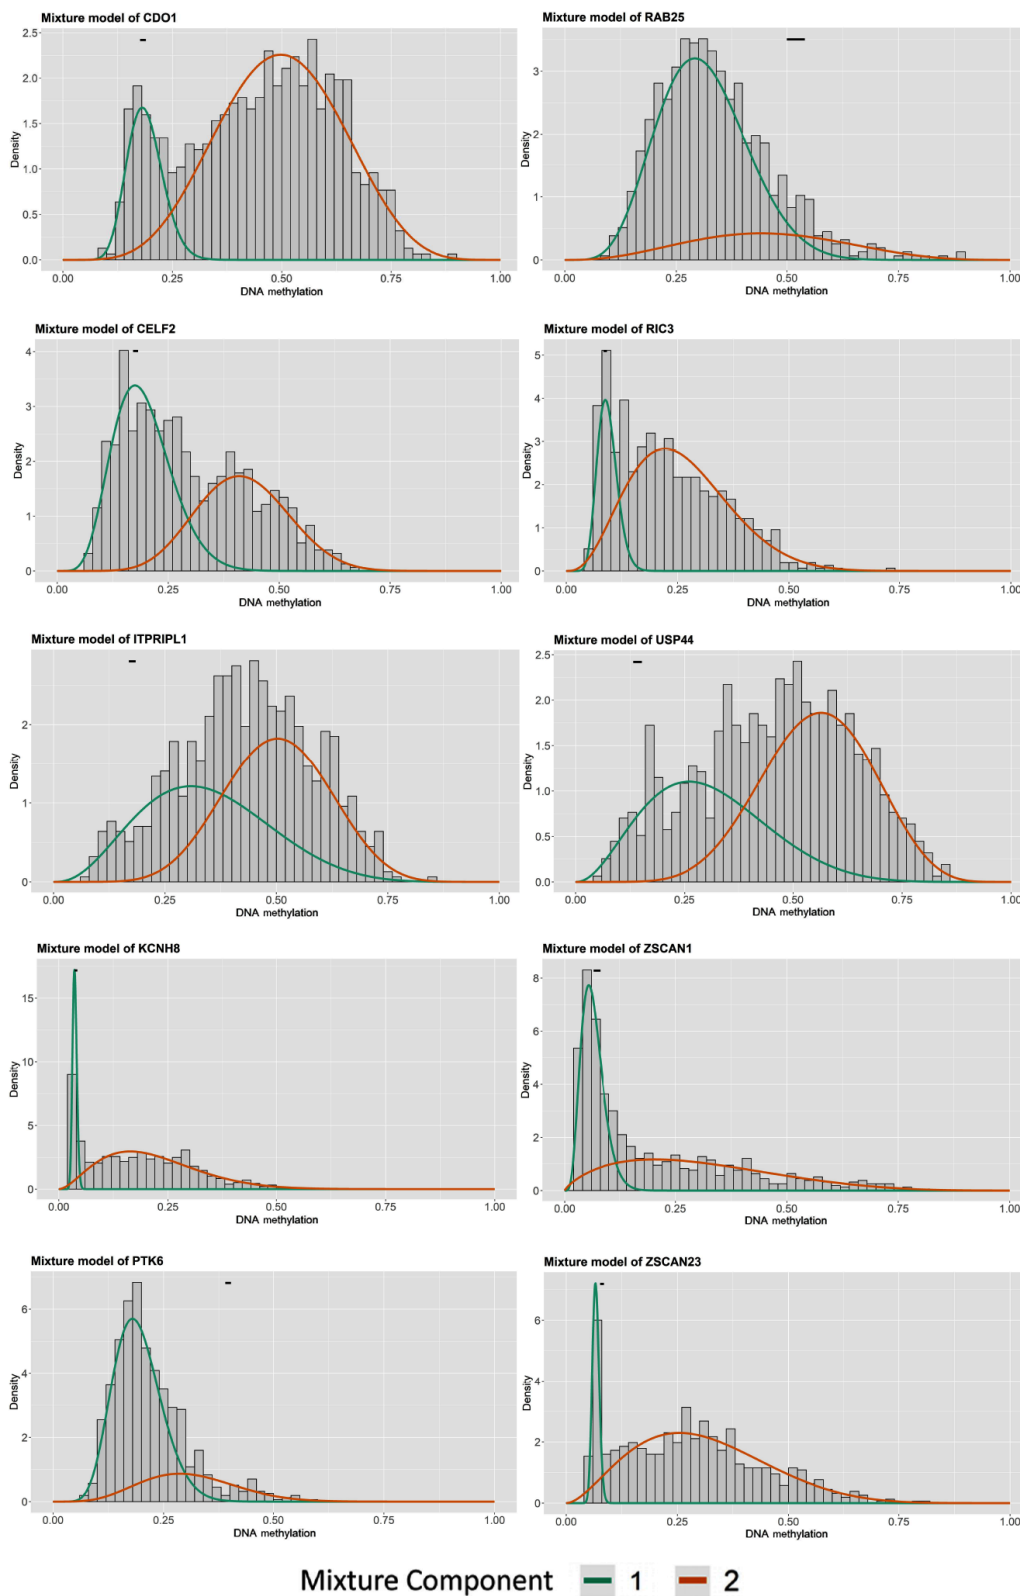 Mixture model of CDO1
2.5
2.0
1.5
1.0
0.5
0.0
Density
0.00 0.25 0.50 0.75 1.00
DNA methylation
Mixture model of RAB25
3
2
1
0
Density
0.00 0.25 0.50 0.75 1.00
DNA methylation
Mixture model of CELF2
4
3
2
1
0
Density
0.00 0.25 0.50 0.75 1.00
DNA methylation
Mixture model of RIC3
5
4
3
2
1
0
Density
0.00 0.25 0.50 0.75 1.00
DNA methylation
Mixture model of ITPRIPL1
2
1
0
Density
0.00 0.25 0.50 0.75 1.00
DNA methylation
Mixture model of USP44
2.5
2.0
1.5
1.0
0.5
0.0
Density
0.00 0.25 0.50 0.75 1.00
DNA methylation
Mixture model of KCNH8
15
10
5
0
Density
0.00 0.25 0.50 0.75 1.00
DNA methylation
Mixture model of ZSCAN1
8
6
4
2
0
Density
0.00 0.25 0.50 0.75 1.00
DNA methylation
Mixture model of PTK6
6
4
2
0
Density
0.00 0.25 0.50 0.75 1.00
DNA methylation
Mixture model of ZSCAN23
6
4
2
0
Density
0.00 0.25 0.50 0.75 1.00
DNA methylation
Mixture Component 1 2